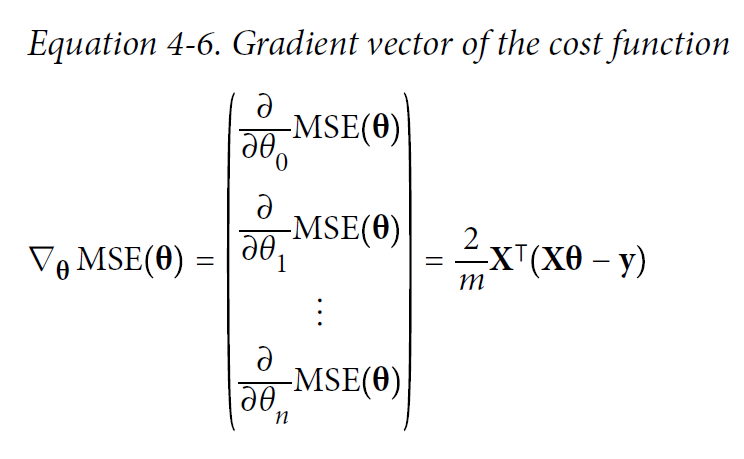 Equation 4-6. Gradient vector of the cost function
∂/∂θ₀ MSE(θ)
∂/∂θ₁ MSE(θ)
∇θ MSE(θ) = ⋮ = 2/m Xᵀ(Xθ – y)
∂/∂θₙ MSE(θ)